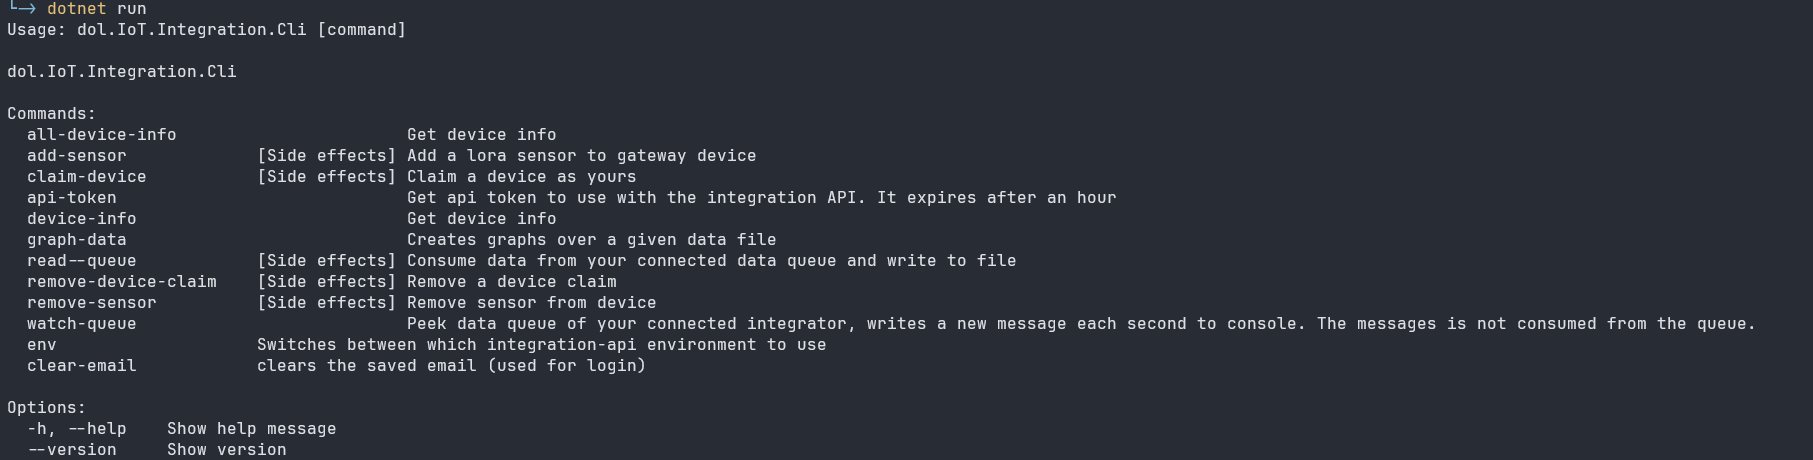 └─> dotnet run
Usage: dol.IoT.Integration.Cli [command]

dol.IoT.Integration.Cli

Commands:
  all-device-info                       Get device info
  add-sensor             [Side effects] Add a lora sensor to gateway device
  claim-device           [Side effects] Claim a device as yours
  api-token                             Get api token to use with the integration API. It expires after an hour
  device-info                           Get device info
  graph-data                            Creates graphs over a given data file
  read--queue            [Side effects] Consume data from your connected data queue and write to file
  remove-device-claim    [Side effects] Remove a device claim
  remove-sensor          [Side effects] Remove sensor from device
  watch-queue                           Peek data queue of your connected integrator, writes a new message each second to console. The messages is not consumed from the queue.
  env                    Switches between which integration-api environment to use
  clear-email            clears the saved email (used for login)

Options:
  -h, --help    Show help message
  --version     Show version